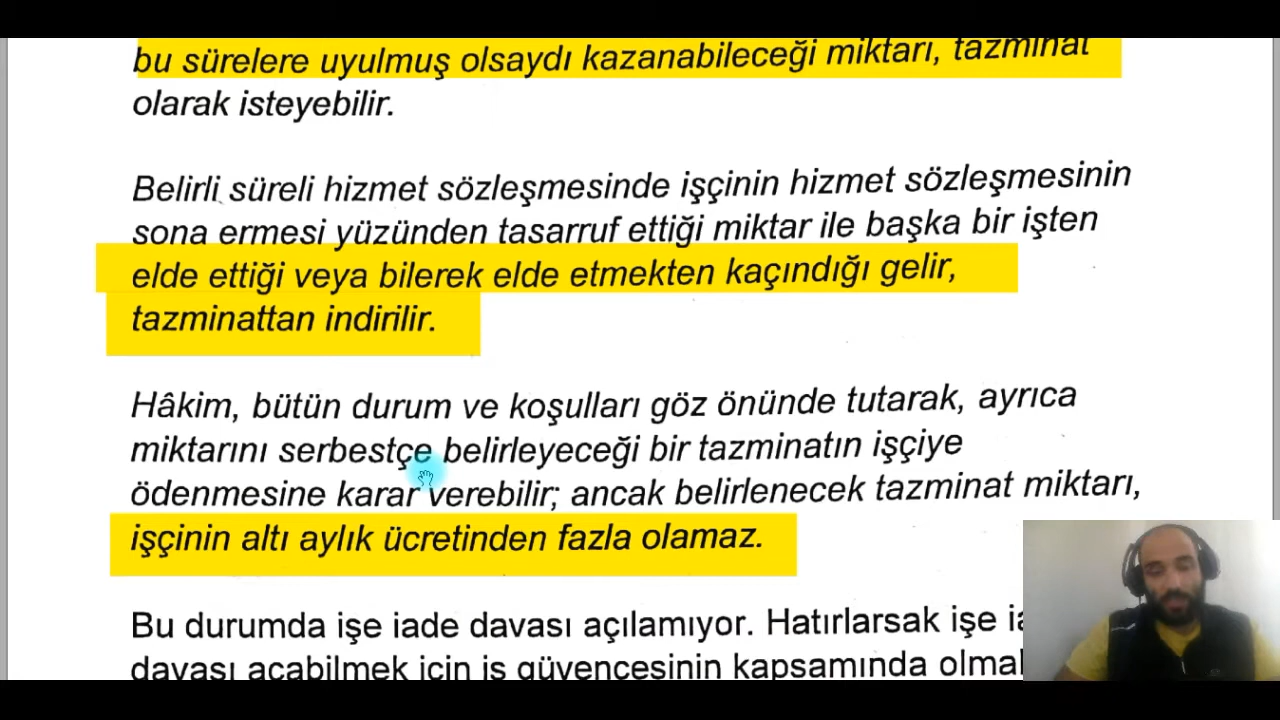 bu sürelere uyulmuş olsaydı kazanabileceği miktarı, tazminat
olarak isteyebilir.
Belirli süreli hizmet sözleşmesinde işçinin hizmet sözleşmesinin
sona ermesi yüzünden tasarruf ettiği miktar ile başka bir işten
elde ettiği veya bilerek elde etmekten kaçındığı gelir,
tazminattan indirilir.
Hâkim, bütün durum ve koşulları göz önünde tutarak, ayrıca
miktarını serbestçe belirleyeceği bir tazminatın işçiye
ödenmesine karar verebilir; ancak belirlenecek tazminat miktarı,
işçinin altı aylık ücretinden fazla olamaz.
Bu durumda işe iade davası açılamıyor. Hatırlarsak işe
davası açabilmek için iş güvencesinin kapsamında